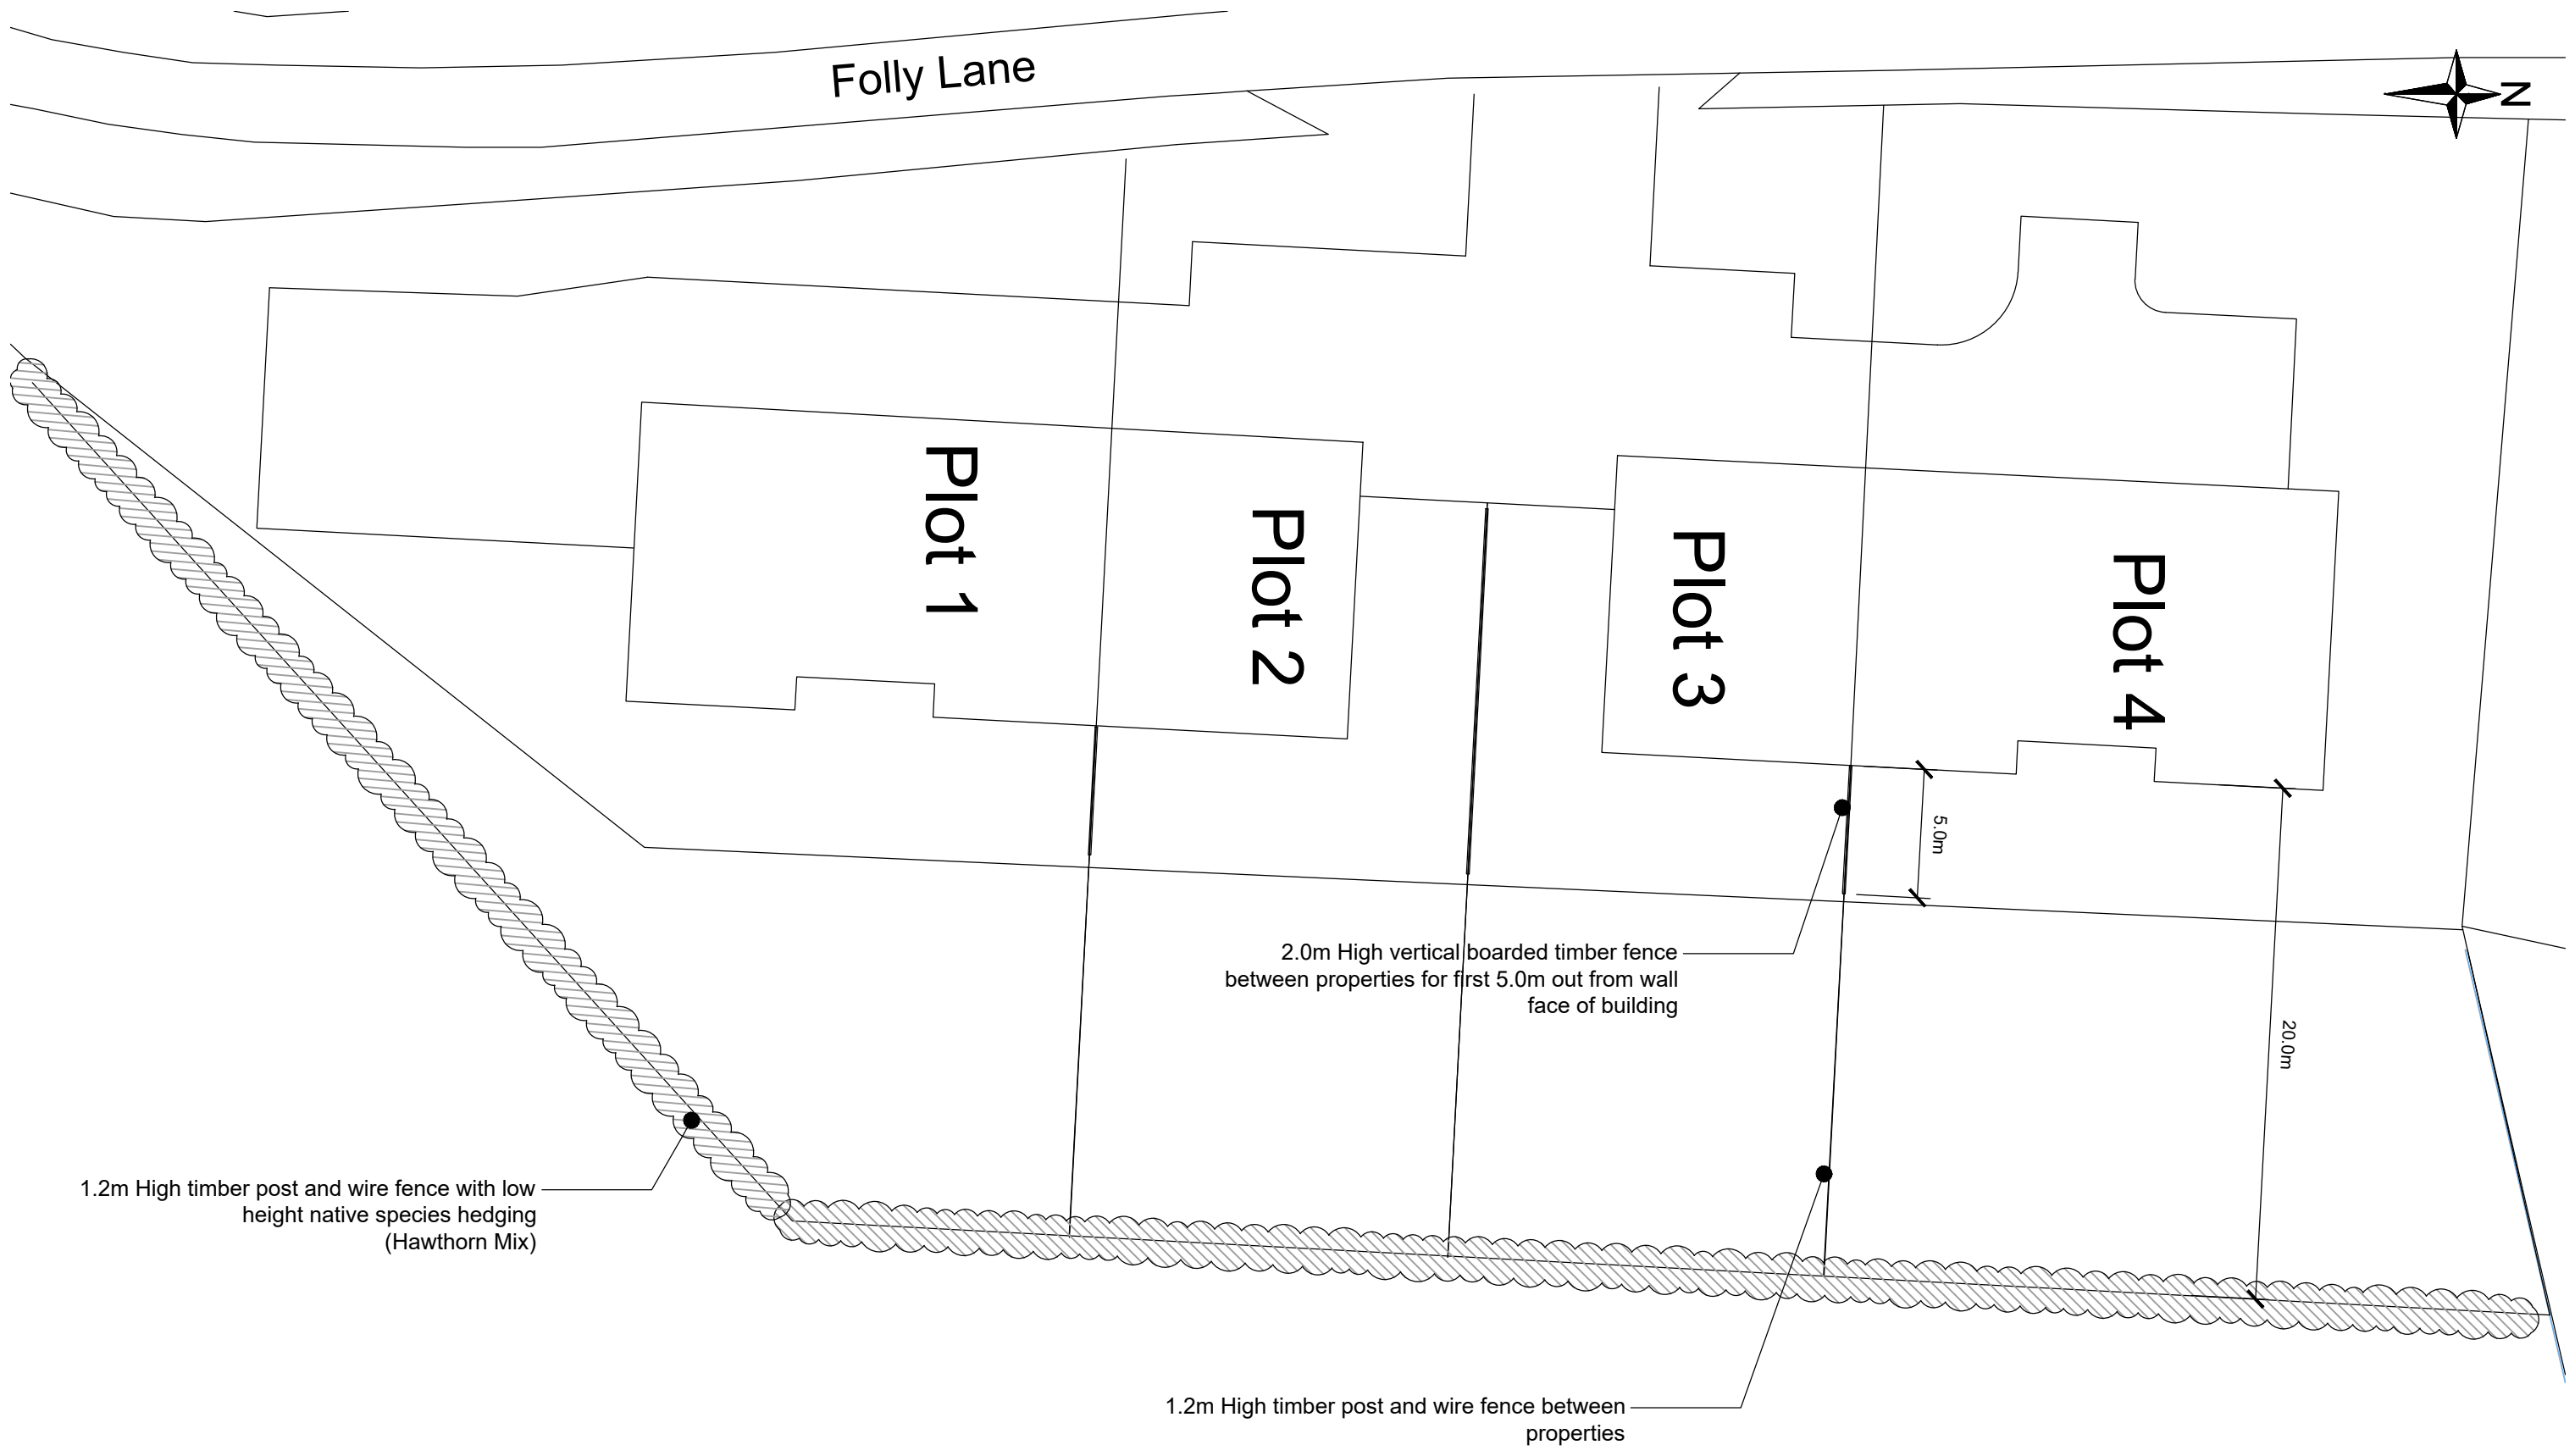 Folly Lane
N
Plot 1
Plot 2
Plot 3
Plot 4
5.0m
2.0m High vertical boarded timber fence
between properties for first 5.0m out from wall
face of building
20.0m
1.2m High timber post and wire fence with low
height native species hedging
(Hawthorn Mix)
1.2m High timber post and wire fence between
properties